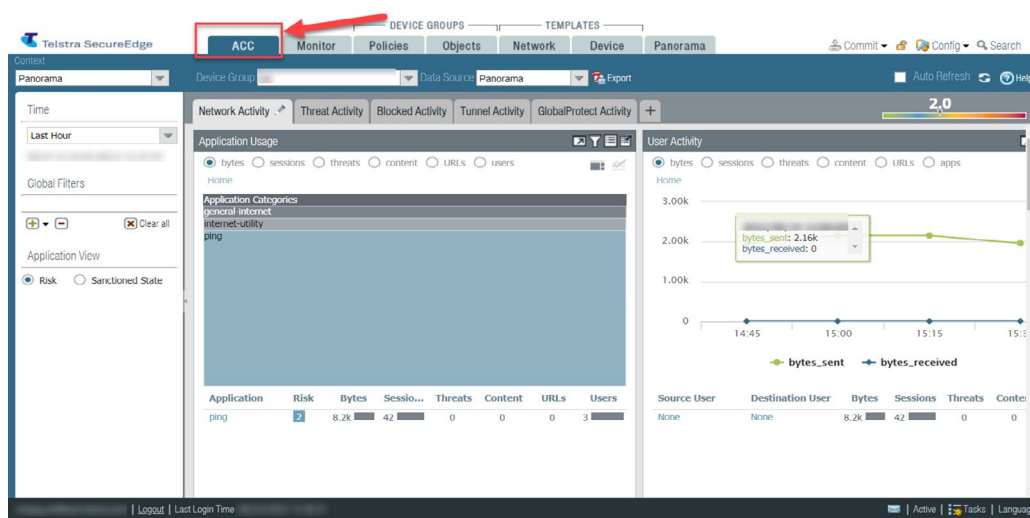 DEVICE GROUPS TEMPLATES
Telstra SecureEdge ACC Monitor Policies Objects Network Device Panorama Commit Config Search
Context
Panorama Device Group Data Source Panorama Export Auto Refresh Help
Time
Last Hour
Global Filters
Clear all
Application View
Risk Sanctioned State
Network Activity Threat Activity Blocked Activity Tunnel Activity GlobalProtect Activity + 2.0
Application Usage
bytes sessions threats content URLs users
Home
Application Categories
general-internet
internet-utility
ping
Application Risk Bytes Sessio... Threats Content URLs Users
ping 2 8.2k 42 0 0 0 3
User Activity
bytes sessions threats content URLs apps
Home
3.00k
2.00k
1.00k
0
bytes_sent: 2.16k
bytes_received: 0
14:45 15:00 15:15 15:3
bytes_sent bytes_received
Source User Destination User Bytes Sessions Threats Conte
None None 8.2k 42 0 0
| Logout | Last Login Time
| Active | Tasks | Languag